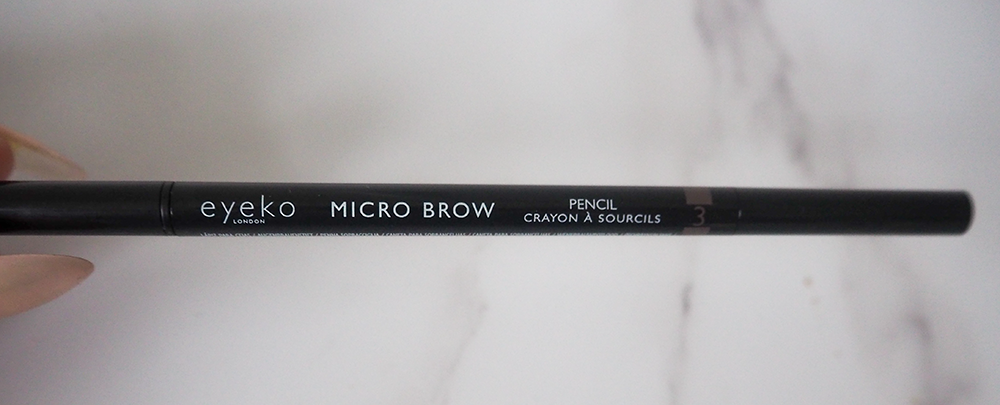 eyeko
LONDON
MICRO BROW
PENCIL
CRAYON À SOURCILS
3